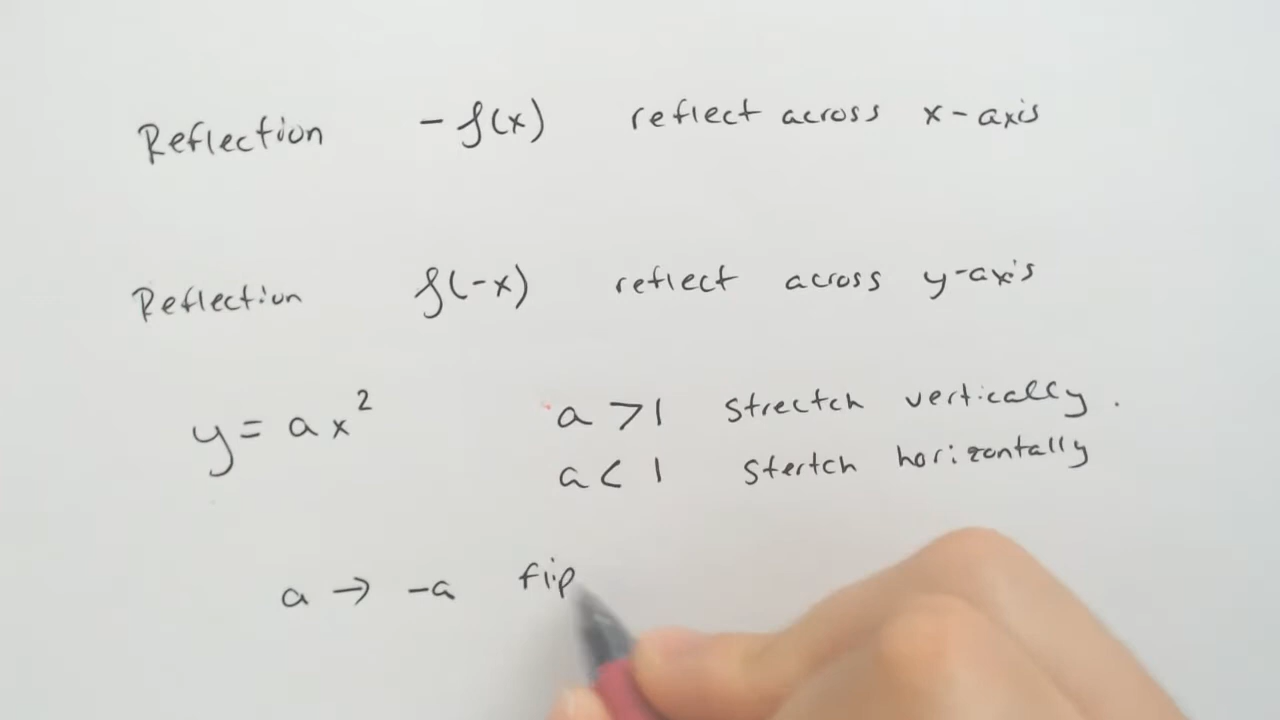 Reflection -f(x) reflect across x-axis
Reflection f(-x) reflect across y-axis
y = ax² a > 1 strectch vertically.
a < 1 stertch horizontally
a → -a fip